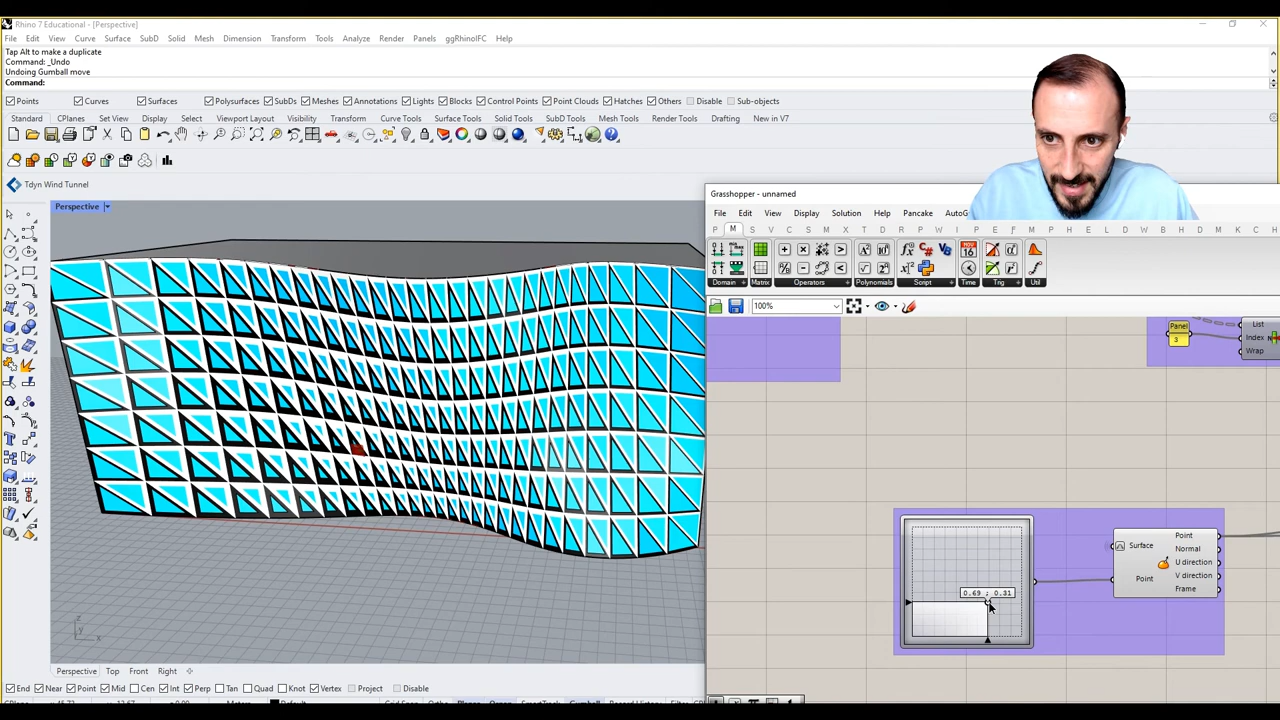 Rhino 7 Educational - [Perspective]
File Edit View Curve Surface SubD Solid Mesh Dimension Transform Tools Analyze Render Panels ggRhinoIFC Help
Tap Alt to make a duplicate
Command: _Undo
Undoing Gumball move
Command:
Points Curves Surfaces Polysurfaces SubDs Meshes Annotations Lights Blocks Control Points Point Clouds Hatches Others Disable Sub-objects
Standard CPlanes Set View Display Select Viewport Layout Visibility Transform Curve Tools Surface Tools Solid Tools SubD Tools Mesh Tools Render Tools Drafting New in V7
Tdyn Wind Tunnel
Perspective
Grasshopper - unnamed
File Edit View Display Solution Help Pancake AutoG
P M
Domain Matrix Operators Polynomials Script Time Trig Util
100%
Panel
3
List
Index
Wrap
0.69 ; 0.31
Surface
Point
Point
Normal
U direction
V direction
Frame
z
y
x
Perspective Top Front Right
End Near Point Mid Cen Int Perp Tan Quad Knot Vertex Project Disable